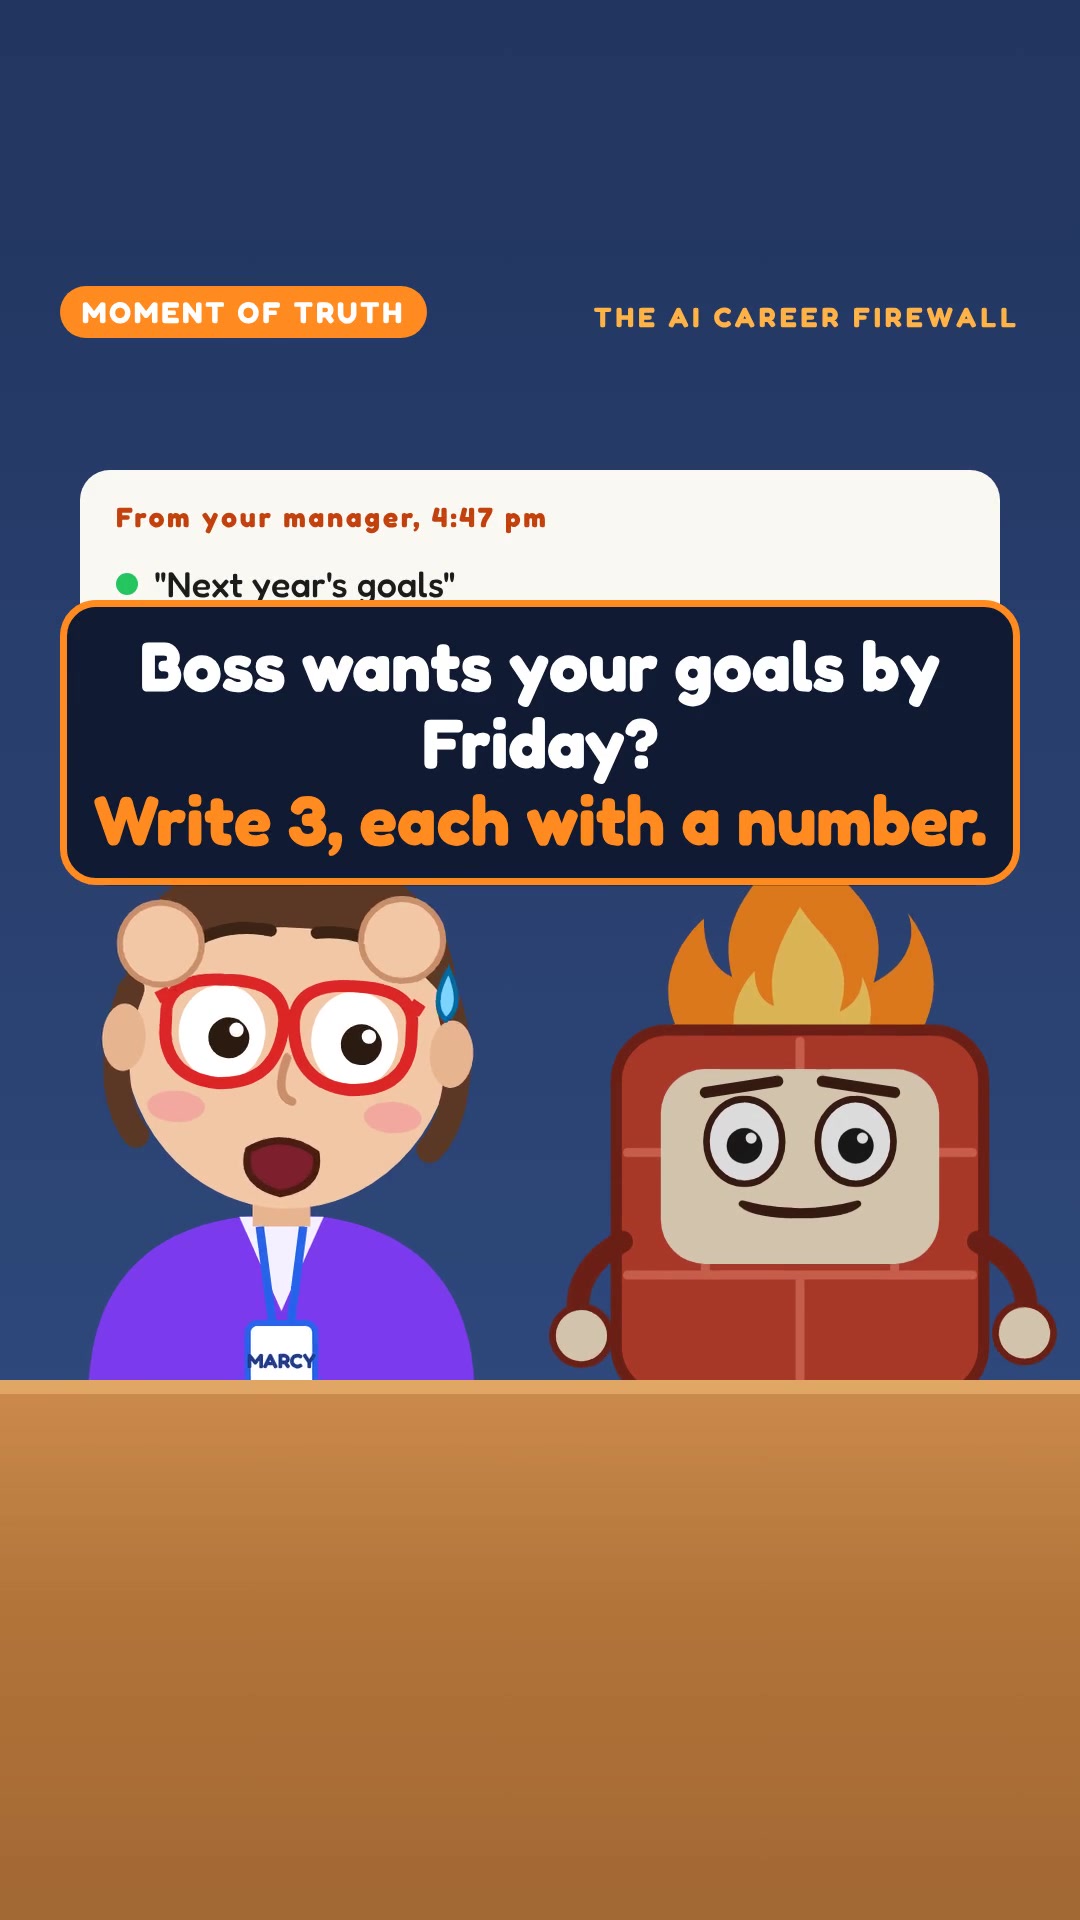 MOMENT OF TRUTH
THE AI CAREER FIREWALL
From your manager, 4:47 pm
"Next year's goals"
Boss wants your goals by
Friday?
Write 3, each with a number.
MARCY